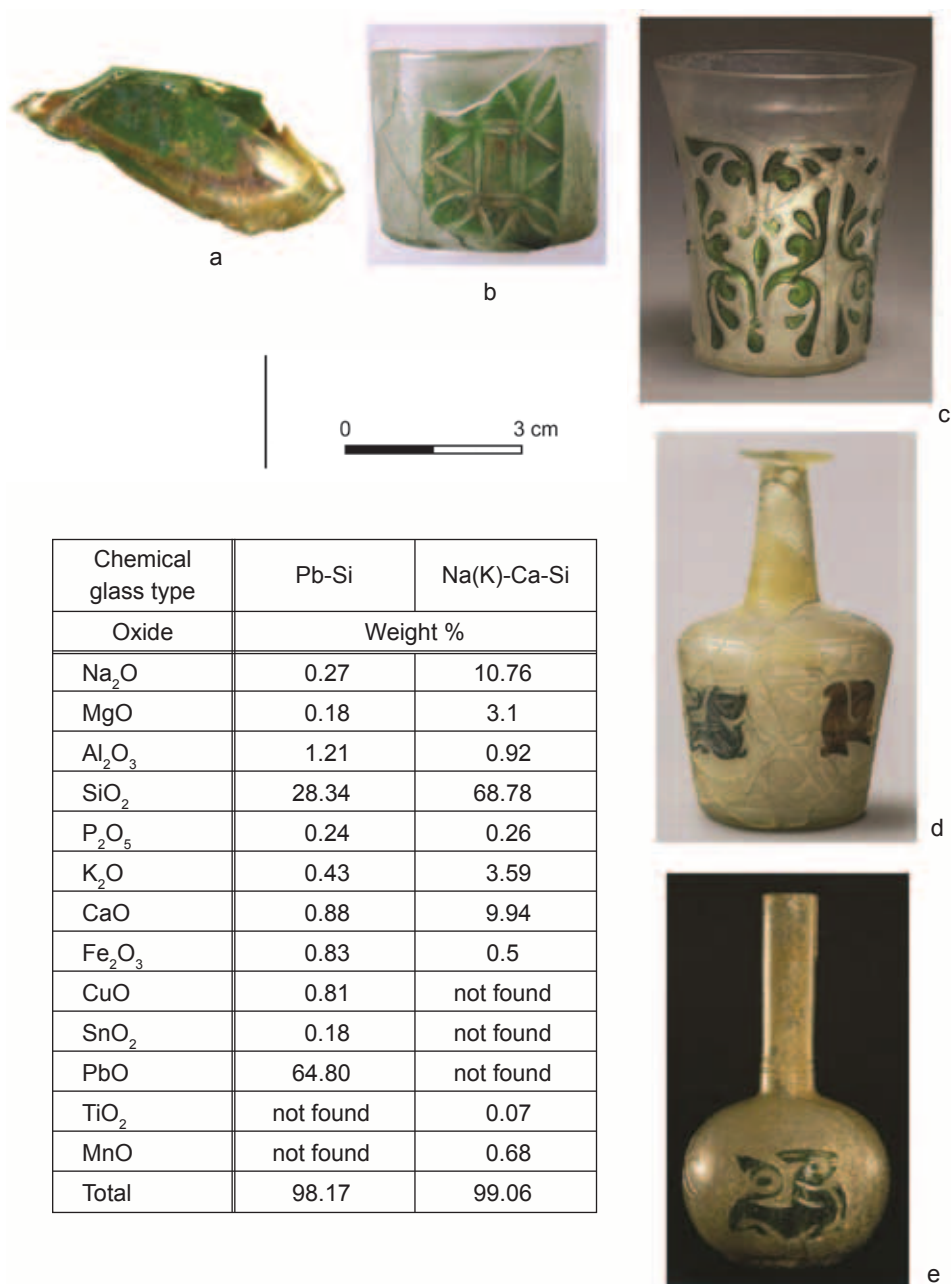 a
b
c
0 3 cm
d
Chemical glass type Pb-Si Na(K)-Ca-Si
Oxide Weight %
Na₂O 0.27 10.76
MgO 0.18 3.1
Al₂O₃ 1.21 0.92
SiO₂ 28.34 68.78
P₂O₅ 0.24 0.26
K₂O 0.43 3.59
CaO 0.88 9.94
Fe₂O₃ 0.83 0.5
CuO 0.81 not found
SnO₂ 0.18 not found
PbO 64.80 not found
TiO₂ not found 0.07
MnO not found 0.68
Total 98.17 99.06
e